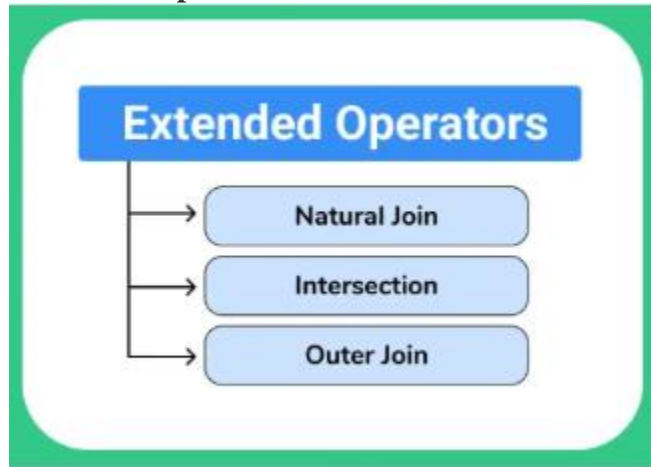 Extended Operators
Natural Join
Intersection
Outer Join